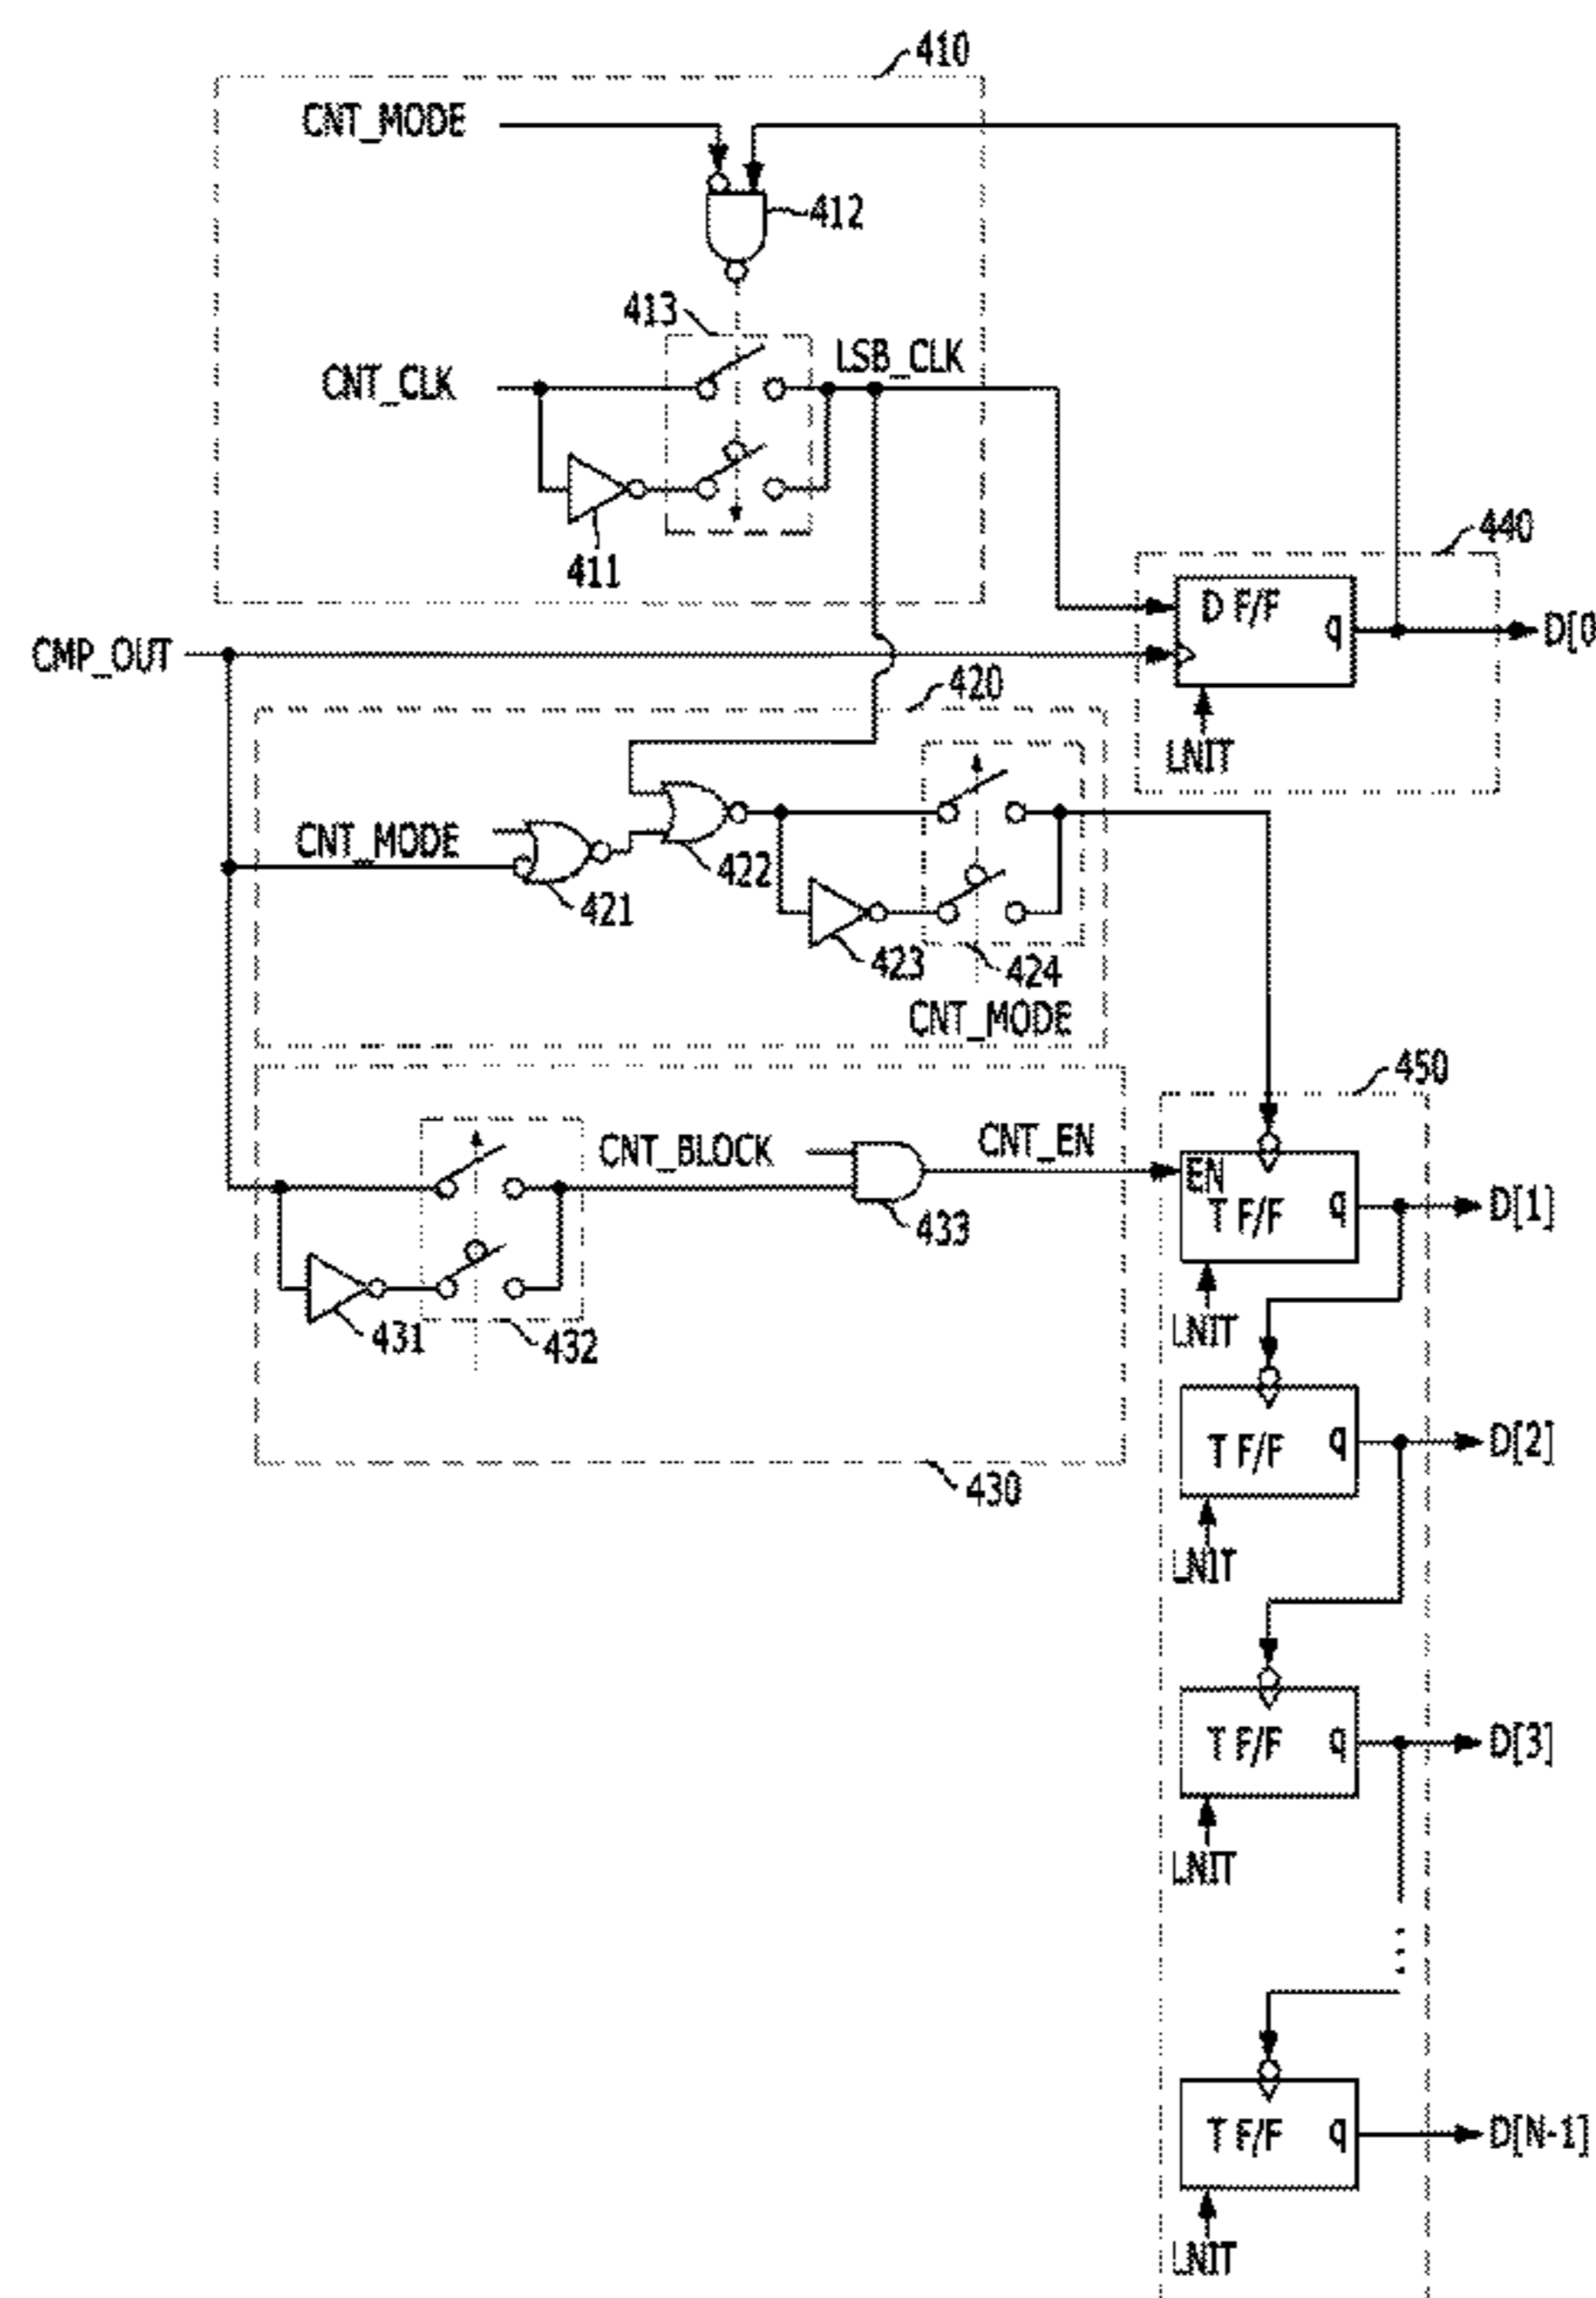 410
CNT_MODE
412
413
LSB_CLK
CNT_CLK
411
440
D F/F
q
D[0
CMP_OUT
420
LNIT
CNT_MODE
421
422
423
424
CNT_MODE
450
CNT_BLOCK
CNT_EN
EN
T F/F
q
D[1]
433
431
432
LNIT
T F/F
q
D[2]
430
LNIT
T F/F
q
D[3]
LNIT
T F/F
q
D[N-1]
LNIT